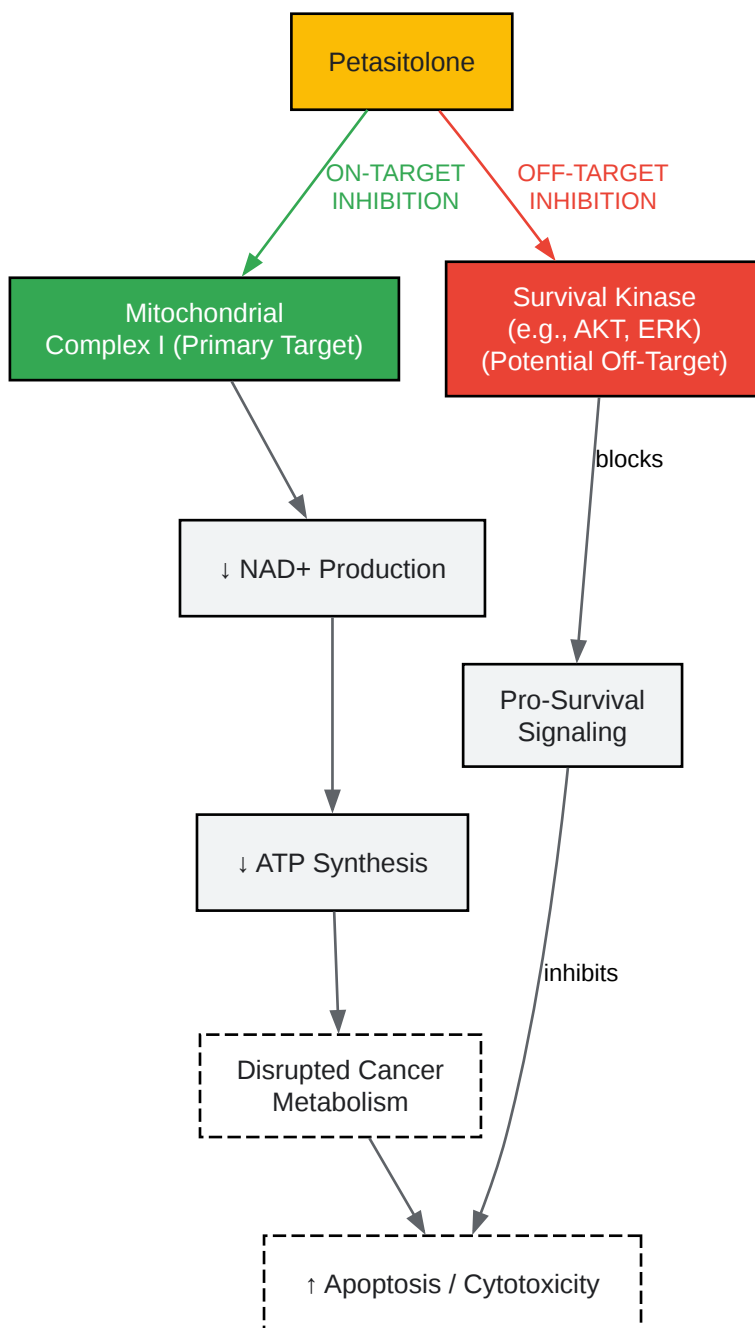 Petasitolone
ON-TARGET
INHIBITION
OFF-TARGET
INHIBITION
Mitochondrial
Complex I (Primary Target)
Survival Kinase
(e.g., AKT, ERK)
(Potential Off-Target)
blocks
↓ NAD+ Production
Pro-Survival
Signaling
↓ ATP Synthesis
inhibits
Disrupted Cancer
Metabolism
↑ Apoptosis / Cytotoxicity